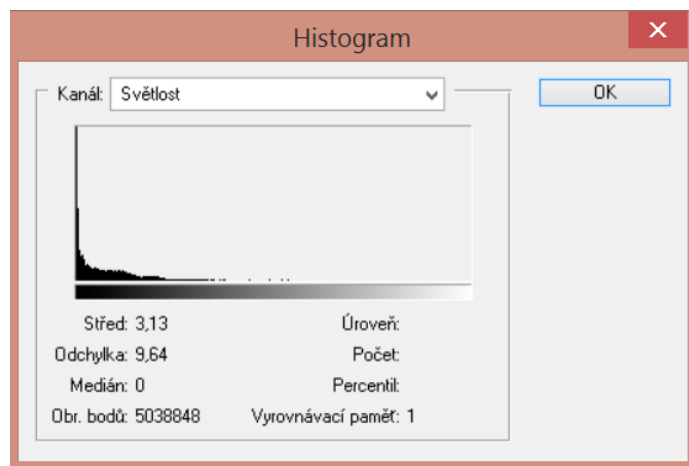 Histogram
Kanál: Světlost
OK
Střed: 3,13 Úroveň:
Odchylka: 9,64 Počet:
Medián: 0 Percentil:
Obr. bodů: 5038848 Vyrovnávací paměť: 1